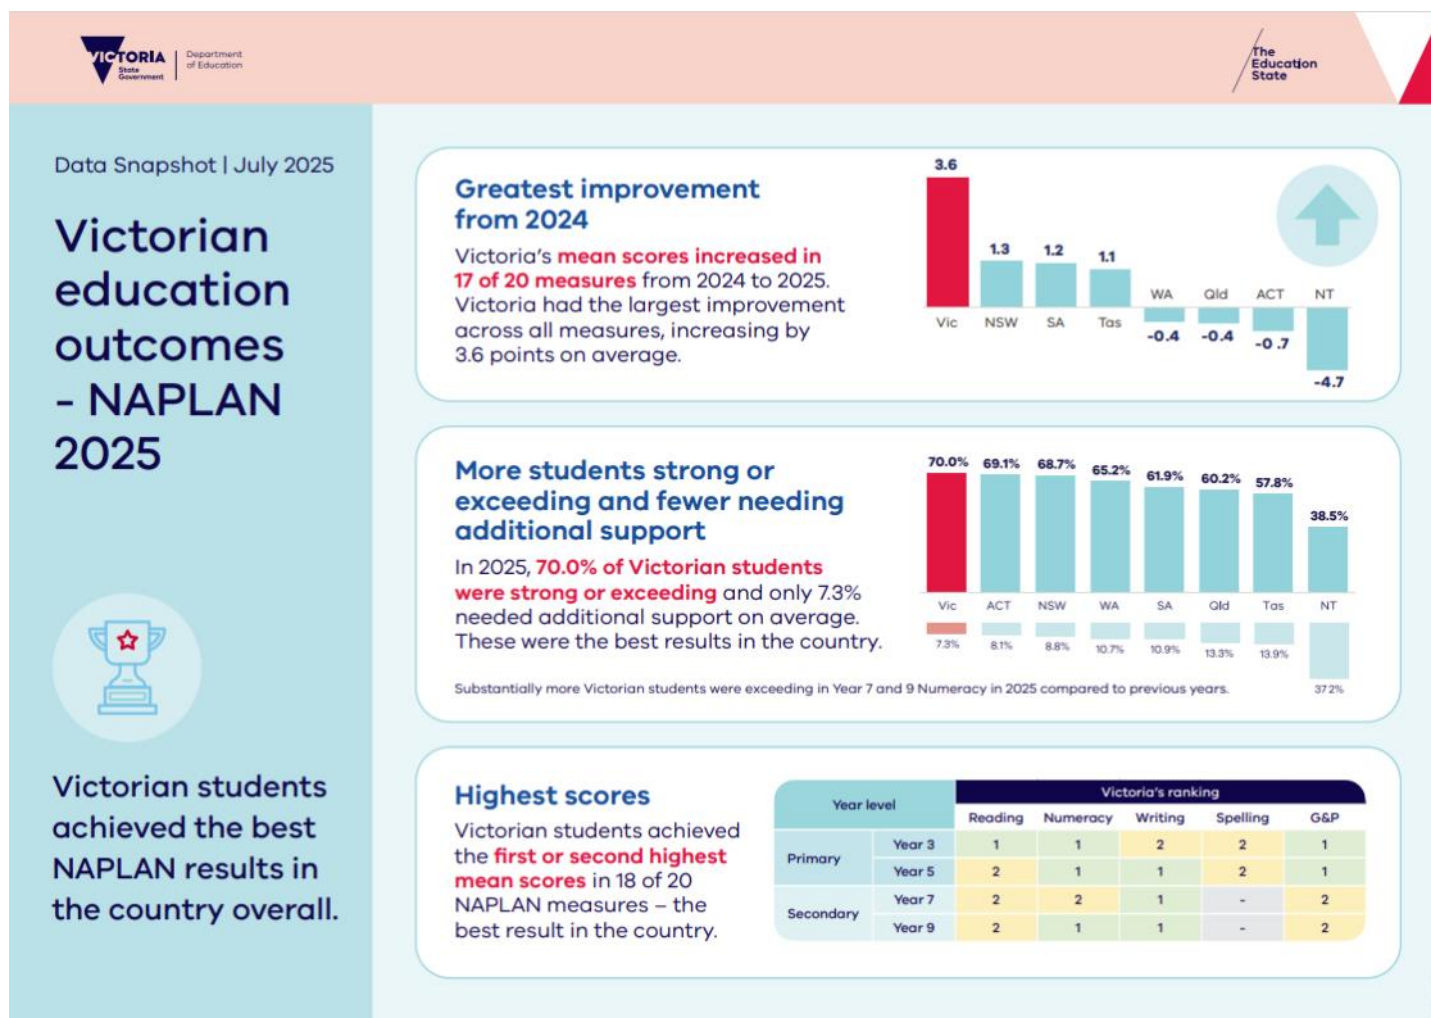 VICTORIA
State
Government
Department
of Education
The
Education
State
Data Snapshot | July 2025
Victorian
education
outcomes
- NAPLAN
2025
Victorian students
achieved the best
NAPLAN results in
the country overall.
Greatest improvement
from 2024
Victoria's mean scores increased in
17 of 20 measures from 2024 to 2025.
Victoria had the largest improvement
across all measures, increasing by
3.6 points on average.
3.6
1.3 1.2 1.1
WA Qld ACT NT
Vic NSW SA Tas
-0.4 -0.4 -0 .7
-4.7
More students strong or
exceeding and fewer needing
additional support
In 2025, 70.0% of Victorian students
were strong or exceeding and only 7.3%
needed additional support on average.
These were the best results in the country.
70.0% 69.1% 68.7% 65.2% 61.9% 60.2% 57.8%
38.5%
Vic ACT NSW WA SA Qld Tas NT
7.3% 8.1% 8.8% 10.7% 10.9% 13.3% 13.9%
37 2%
Substantially more Victorian students were exceeding in Year 7 and 9 Numeracy in 2025 compared to previous years.
Highest scores
Victorian students achieved
the first or second highest
mean scores in 18 of 20
NAPLAN measures – the
best result in the country.
Year level Victoria's ranking
Reading Numeracy Writing Spelling G&P
Primary Year 3 1 1 2 2 1
Year 5 2 1 1 2 1
Secondary Year 7 2 2 1 - 2
Year 9 2 1 1 - 2